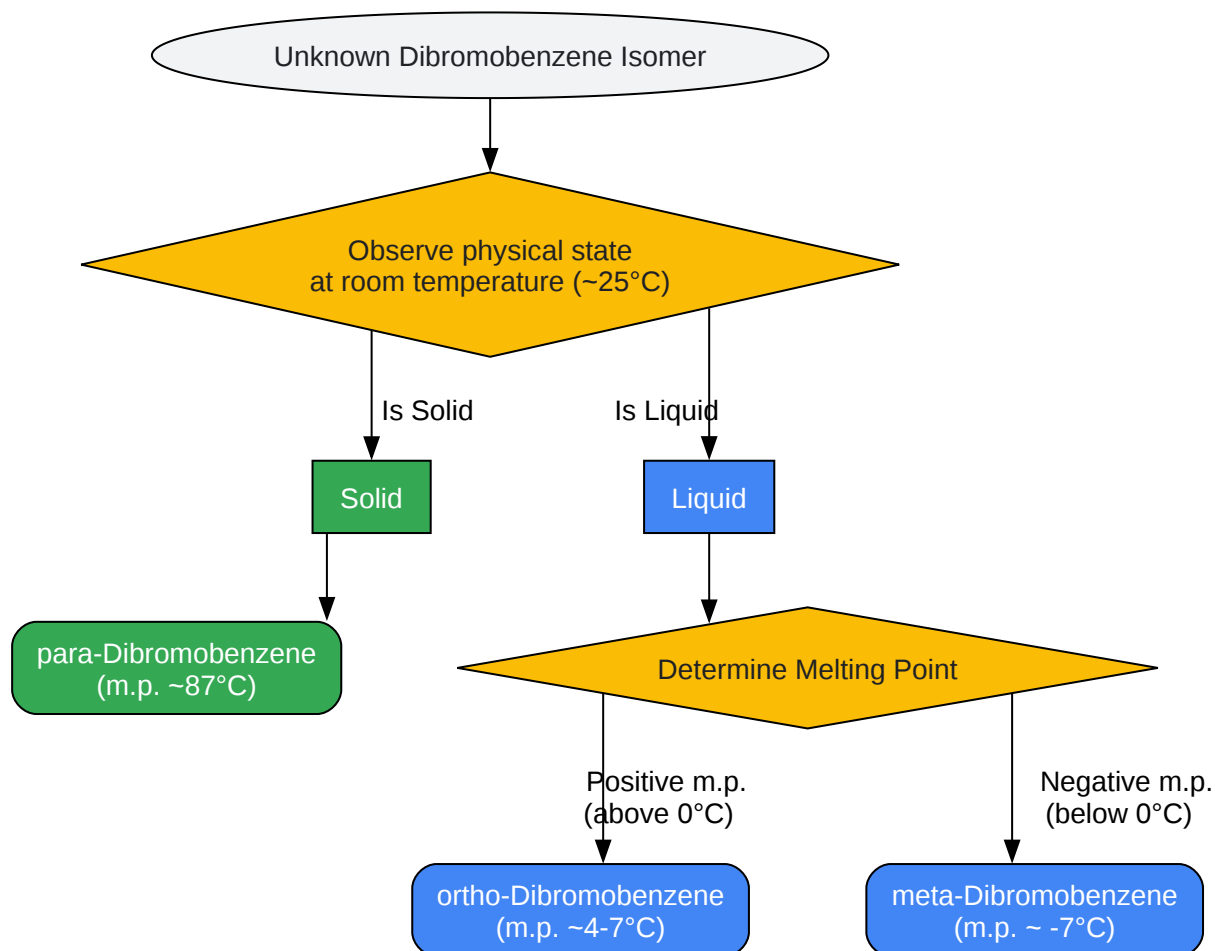 Unknown Dibromobenzene Isomer
Observe physical state
at room temperature (~25°C)
Is Solid
Is Liquid
Solid
Liquid
para-Dibromobenzene
(m.p. ~87°C)
Determine Melting Point
Positive m.p.
(above 0°C)
Negative m.p.
(below 0°C)
ortho-Dibromobenzene
(m.p. ~4-7°C)
meta-Dibromobenzene
(m.p. ~ -7°C)